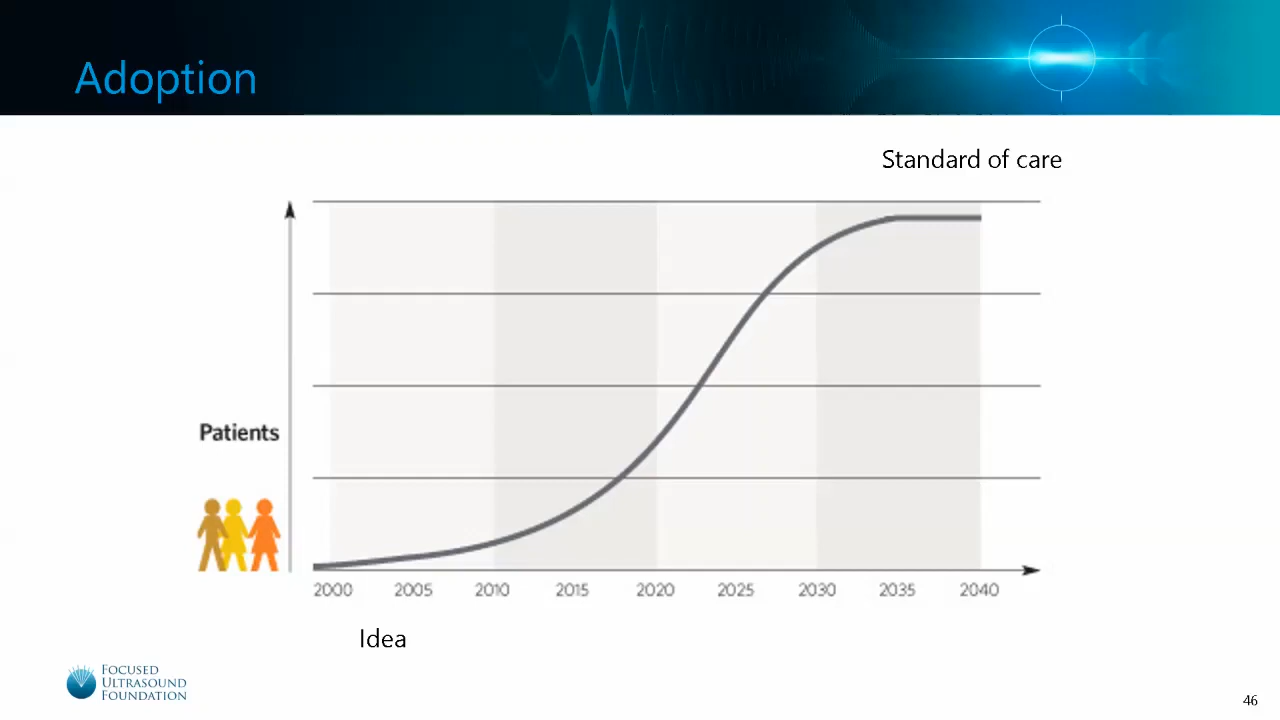 Adoption
Standard of care
Patients
2000 2005 2010 2015 2020 2025 2030 2035 2040
Idea
FOCUSED
ULTRASOUND
FOUNDATION
46